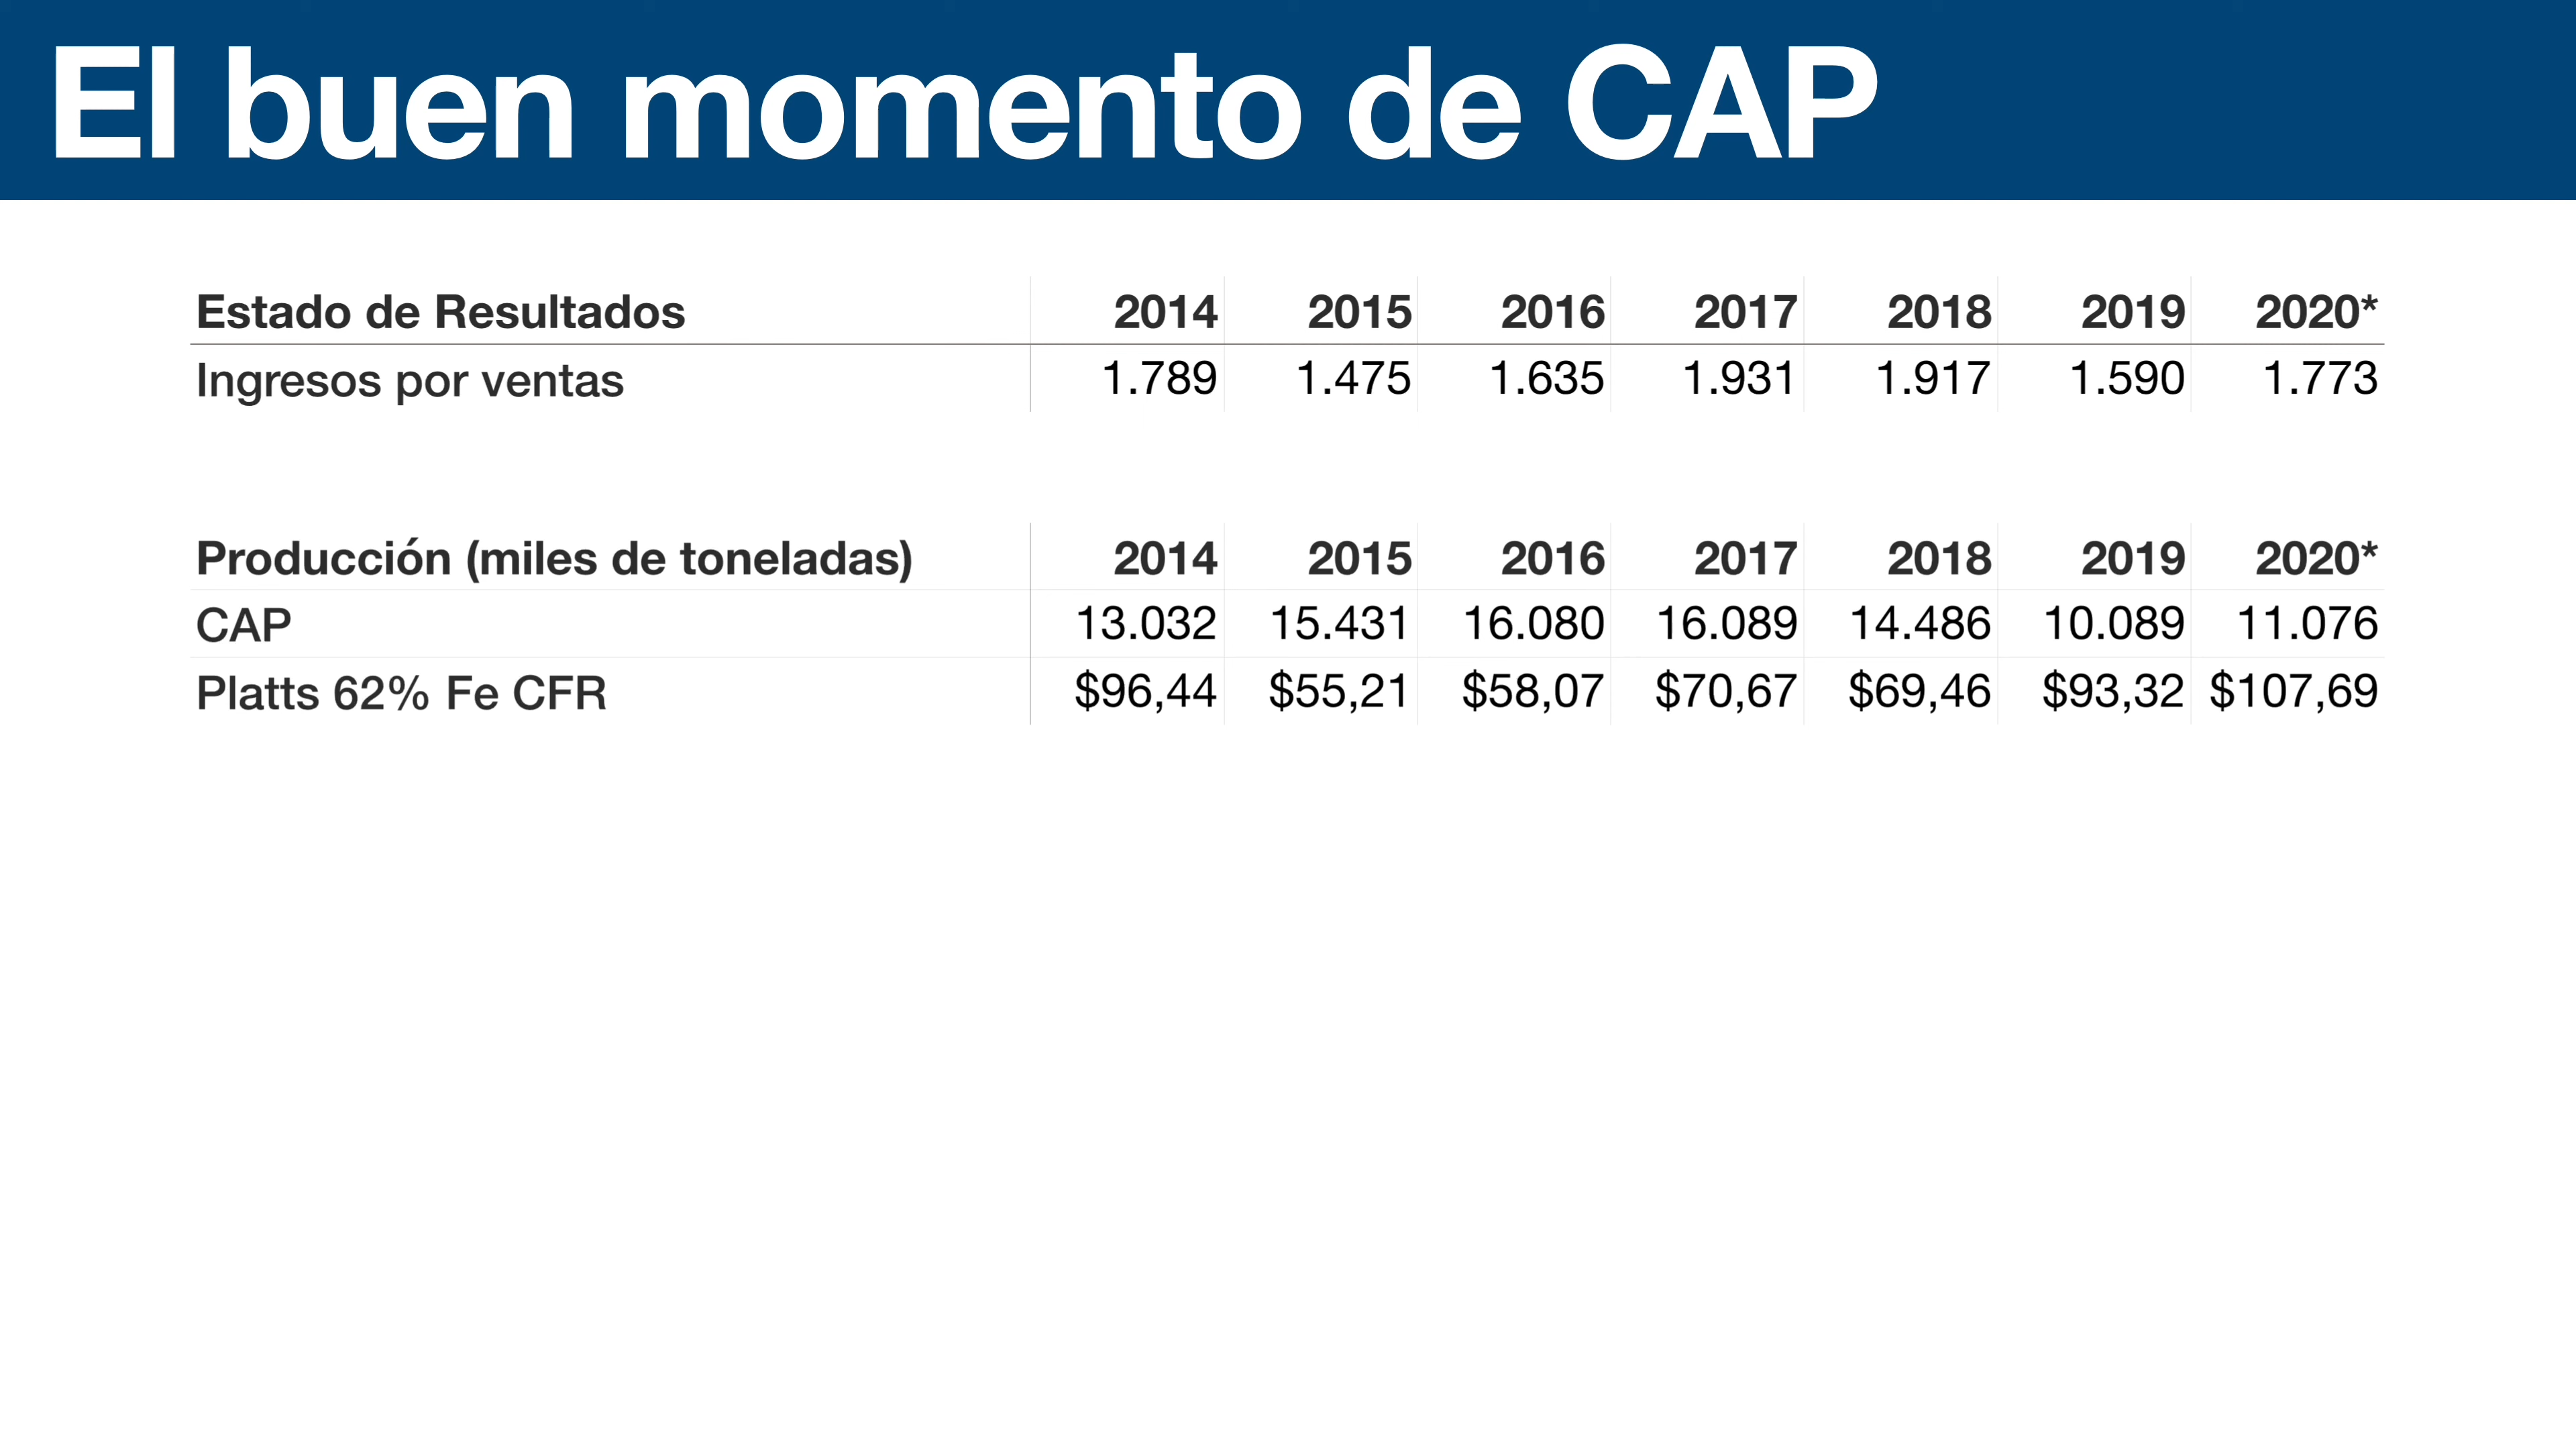 El buen momento de CAP
Estado de Resultados 2014 2015 2016 2017 2018 2019 2020*
Ingresos por ventas 1.789 1.475 1.635 1.931 1.917 1.590 1.773
Producción (miles de toneladas) 2014 2015 2016 2017 2018 2019 2020*
CAP 13.032 15.431 16.080 16.089 14.486 10.089 11.076
Platts 62% Fe CFR $96,44 $55,21 $58,07 $70,67 $69,46 $93,32 $107,69